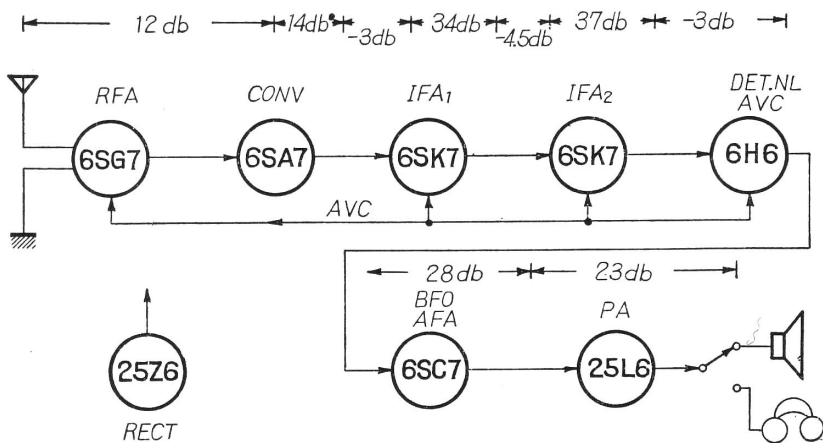 12 db 14db -3db 34db -4.5db 37db -3db
RFA CONV IFA1 IFA2 DET.NL
AVC
6SG7 6SA7 6SK7 6SK7 6H6
AVC
28db 23db
BFO
AFA PA
25Z6 6SC7 25L6
RECT